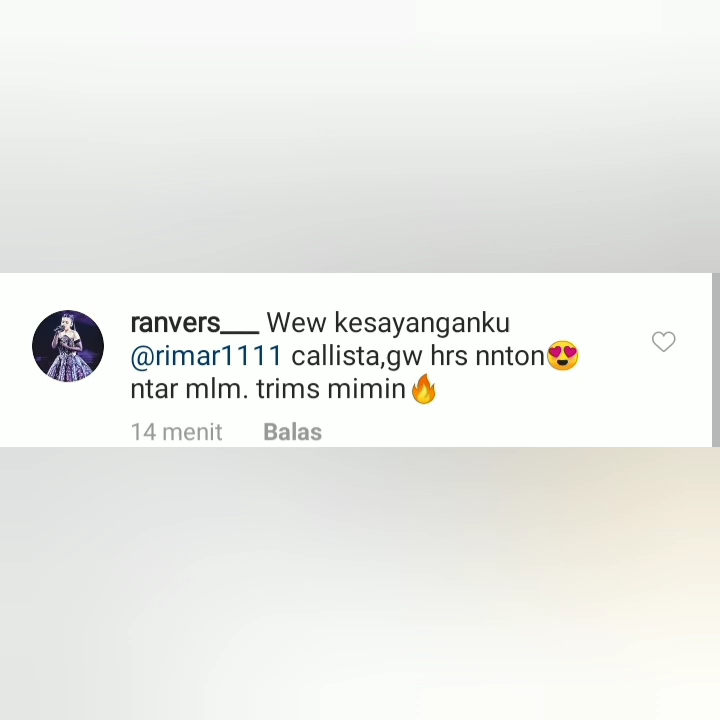 ranvers___ Wew kesayanganku
@rimar1111 callista,gw hrs nnton😍
ntar mlm. trims mimin🔥
14 menit Balas